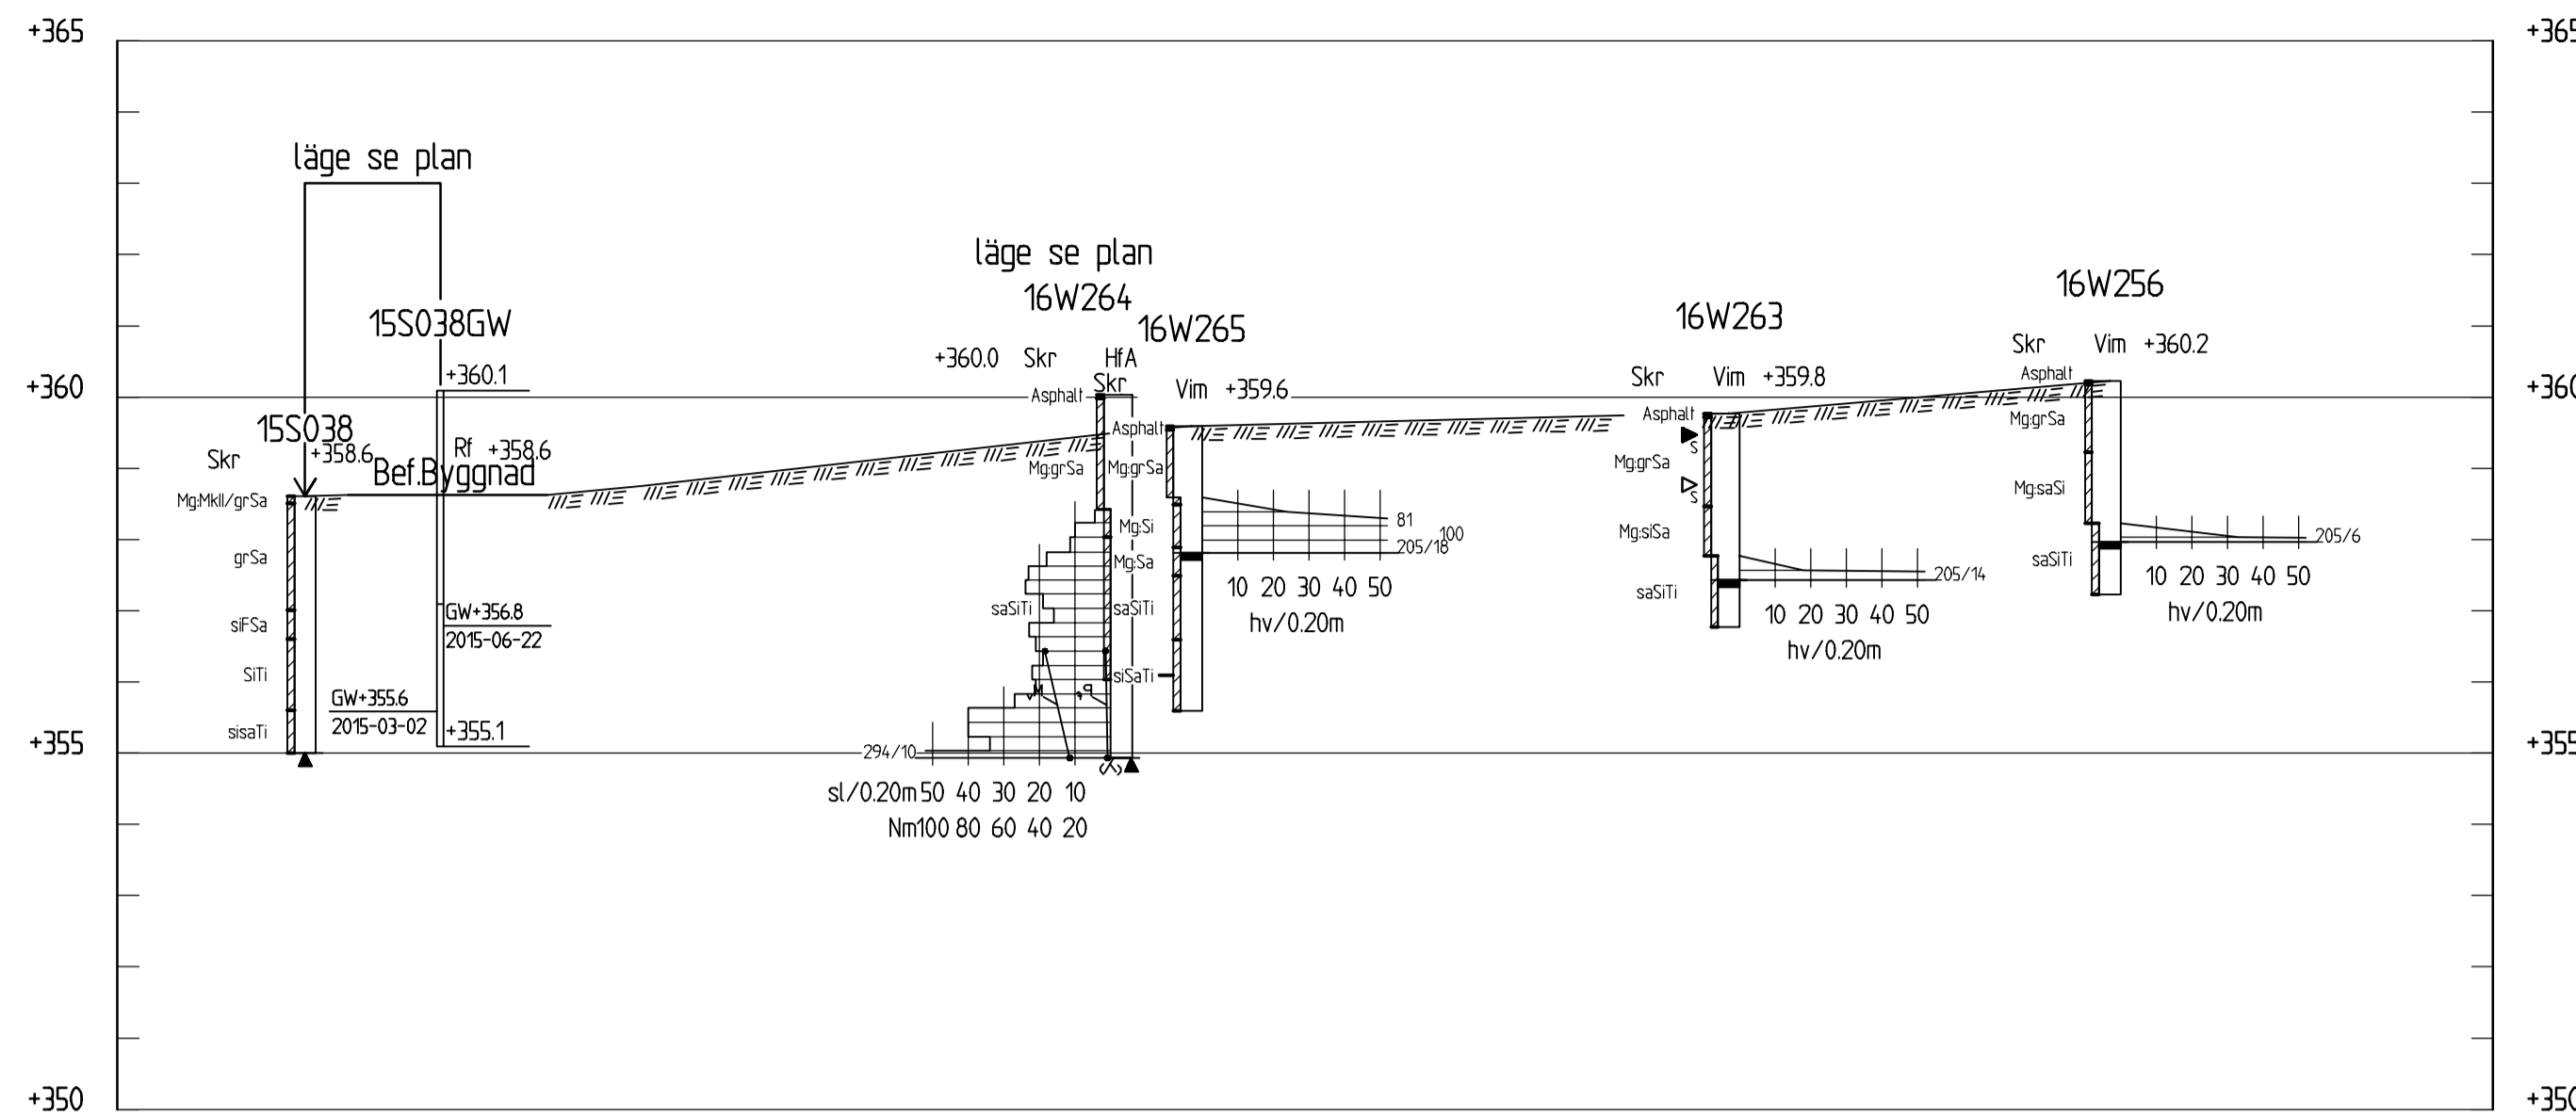 +365
+365
läge se plan
läge se plan
16W264
16W256
15S038GW
16W265
16W263
+360.0 Skr HfA
Skr
Skr Vim +360.2
+360.1
Asphalt
Vim +359.6
Skr Vim +359.8
Asphalt
+360
+360
15S038
+358.6
Skr
Rf +358.6
Bef.Byggnad
Mg:MkII/grSa
grSa
siFSa
SiTi
sisaTi
GW+356.8
2015-06-22
GW+355.6
2015-03-02
+355.1
Asphalt
Mg:grSa
Mg:grSa
Mg:Si
Mg:Sa
saSiTi
saSiTi
siSaTi
Mv
qp
81
100
205/18
10 20 30 40 50
hv/0.20m
Asphalt
S
Mg:grSa
S
Mg:siSa
saSiTi
205/14
10 20 30 40 50
hv/0.20m
Mg:grSa
Mg:saSi
saSiTi
205/6
10 20 30 40 50
hv/0.20m
+355
+355
294/10
sl/0.20m 50 40 30 20 10
Nm100 80 60 40 20
+350
+350